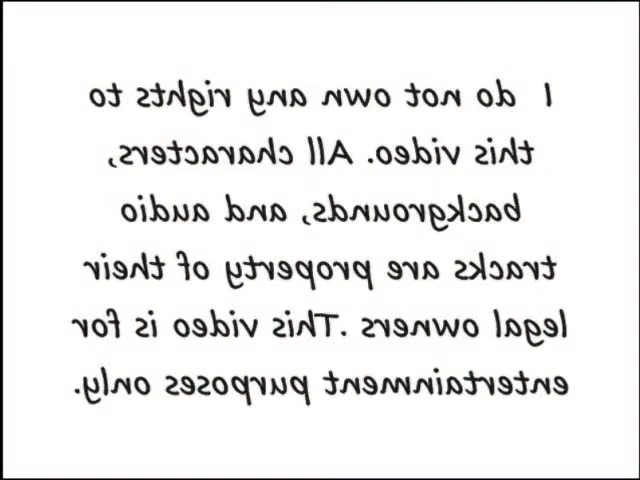 I do not own any rights to
this video. All characters,
backgrounds, and audio
tracks are property of their
legal owners. This video is for
entertainment purposes only.